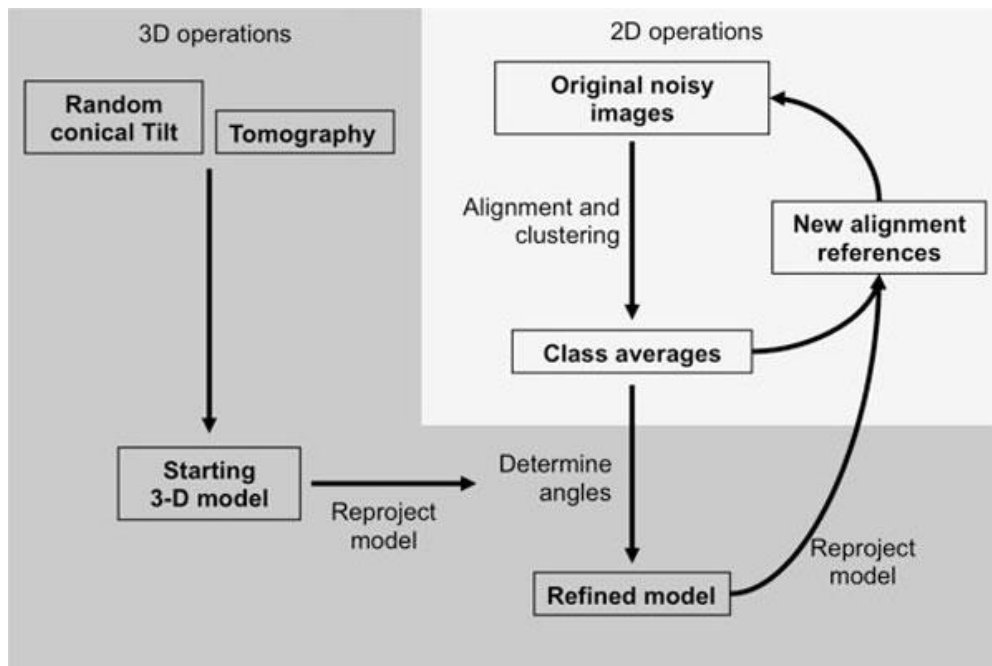 3D operations
2D operations
Random
conical Tilt
Tomography
Original noisy
images
Alignment and
clustering
New alignment
references
Class averages
Starting
3-D model
Reproject
model
Determine
angles
Reproject
model
Refined model